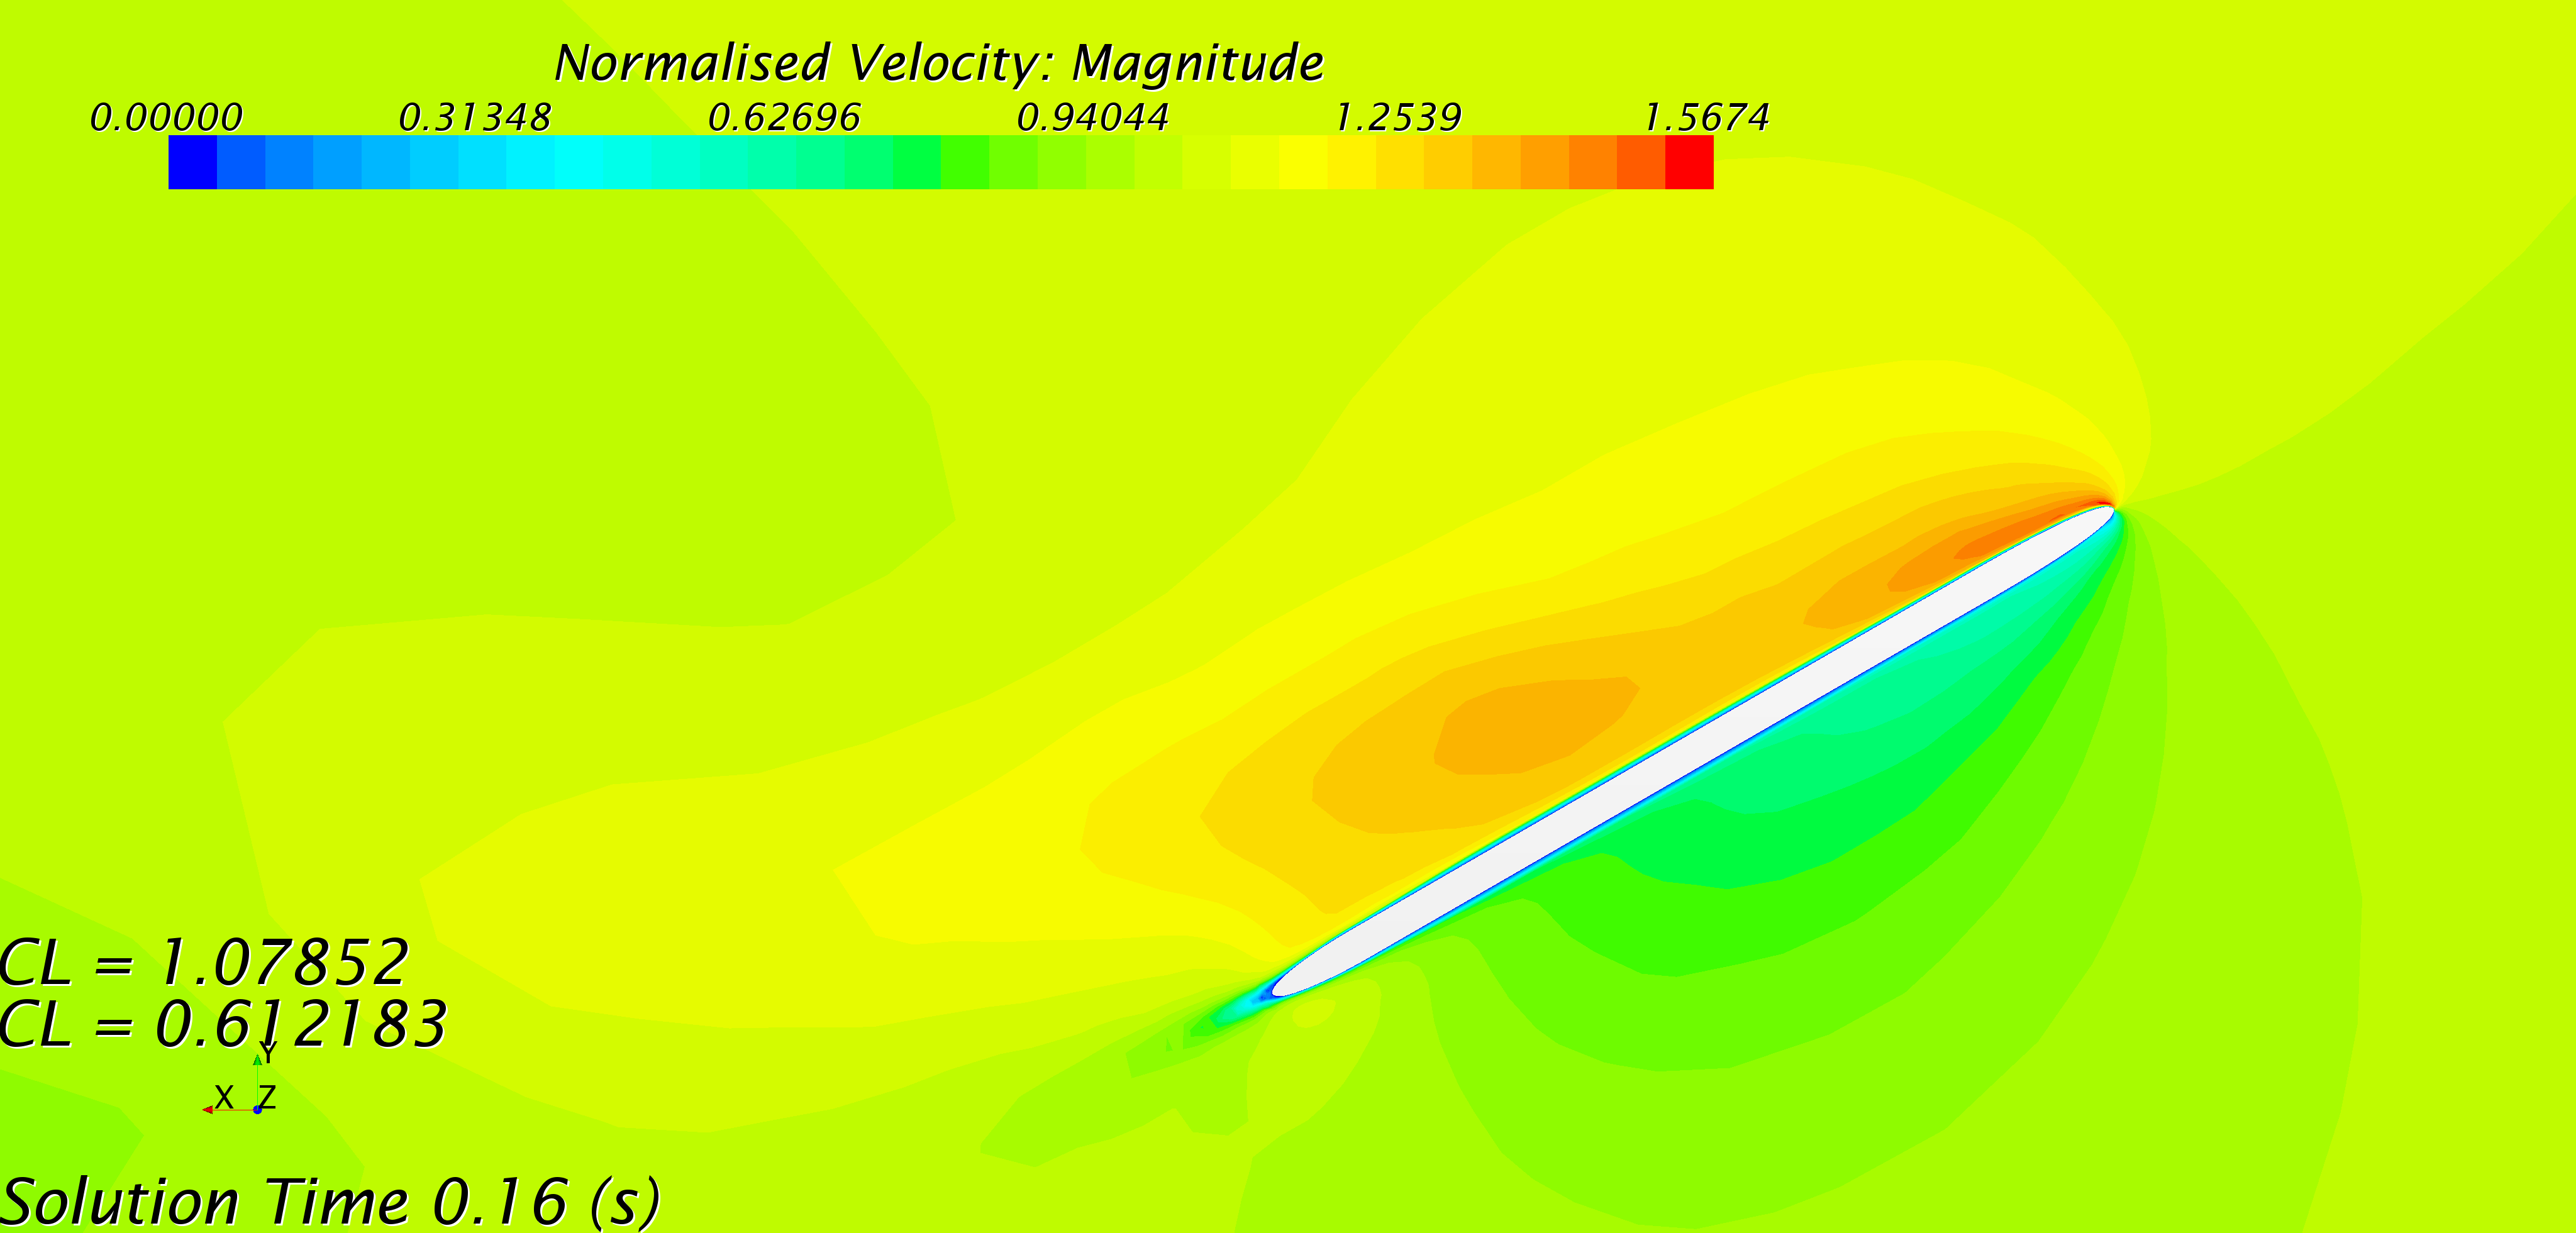 Normalised Velocity: Magnitude
0.00000 0.31348 0.62696 0.94044 1.2539 1.5674
CL = 1.07852
CL = 0.612183
Y
X Z
Solution Time 0.16 (s)